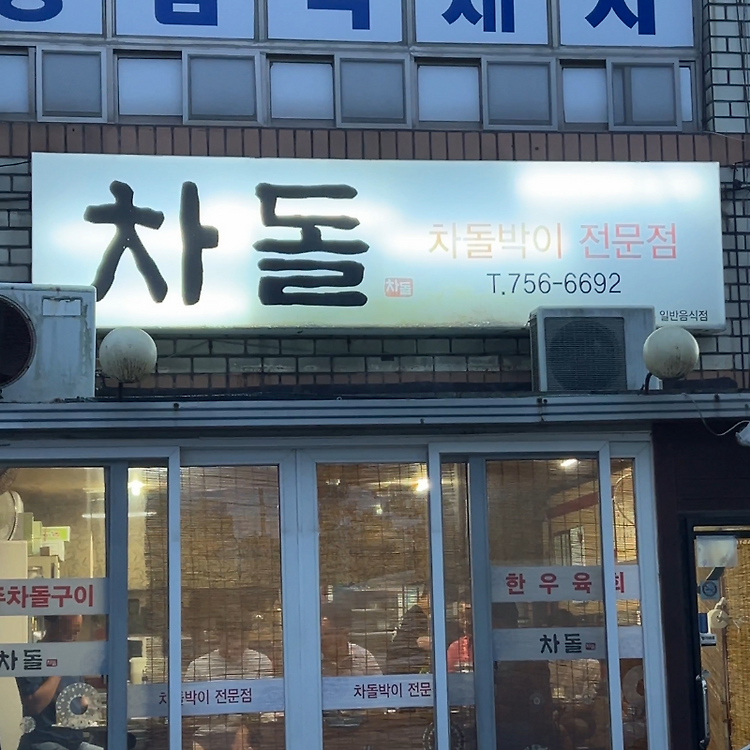 차돌
차돌
차돌박이 전문점
T.756-6692
일반음식점
차돌구이
한우육회
차돌
차돌
차돌박이 전문점
차돌박이 전문